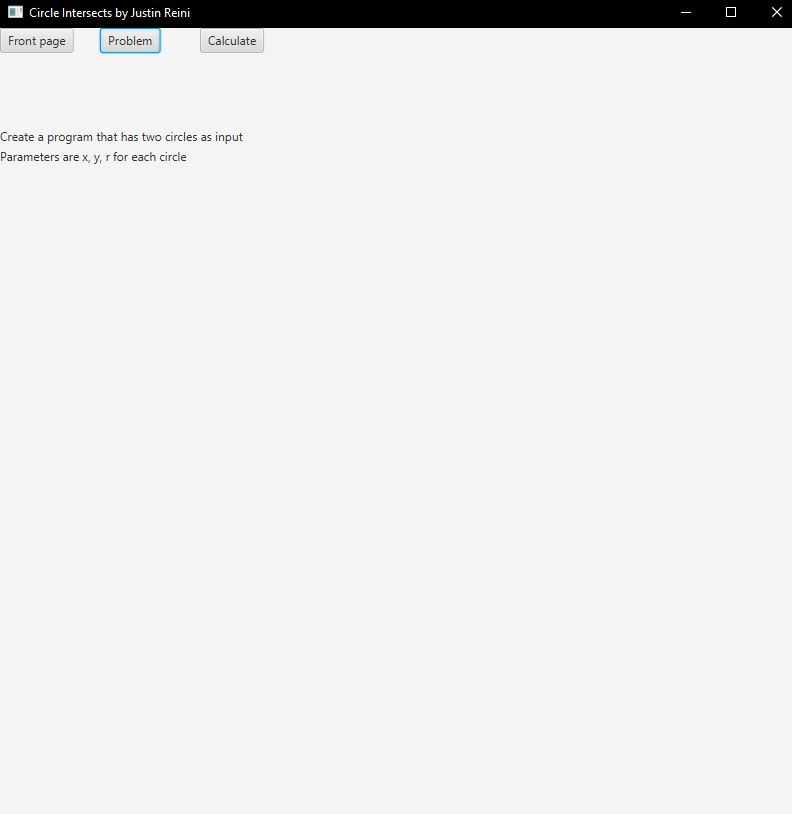 Circle Intersects by Justin Reini
Front page Problem Calculate
Create a program that has two circles as input
Parameters are x, y, r for each circle